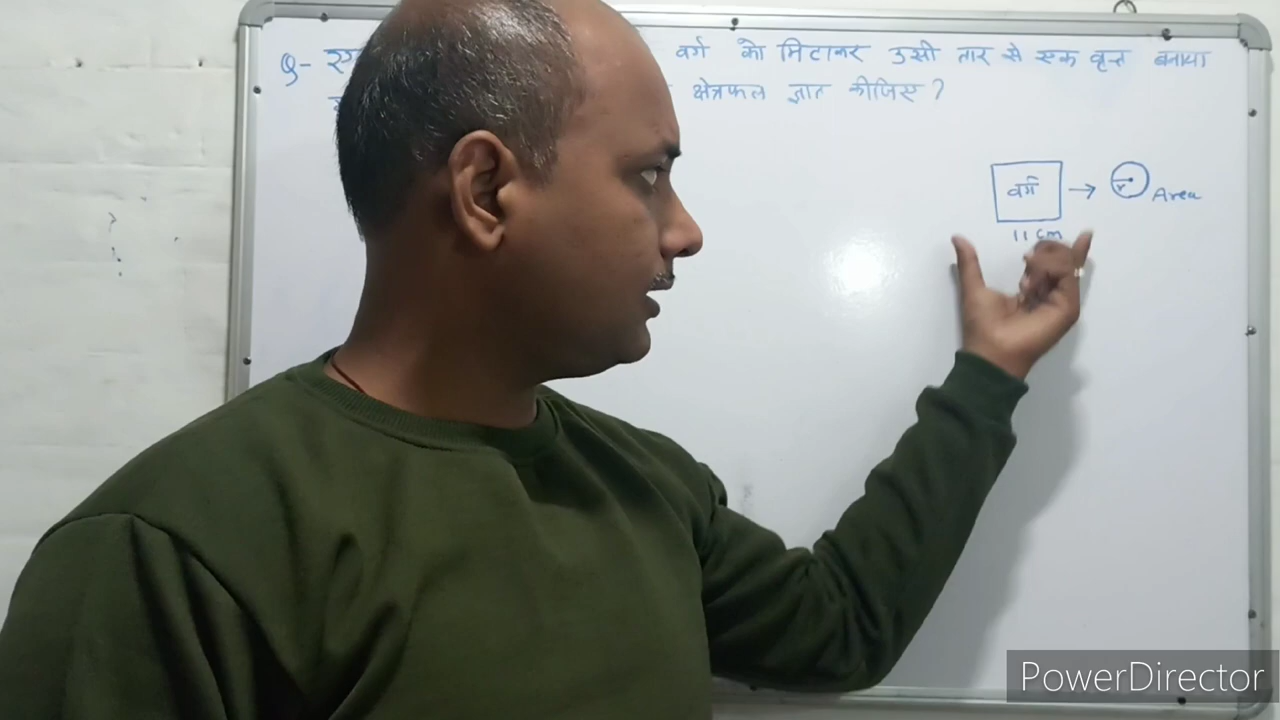 Q- वर्ग को मिटाकर उसी तार से एक वृत्त बनाया
क्षेत्रफल ज्ञात कीजिए ?
वर्ग → r Area
11 cm
PowerDirector